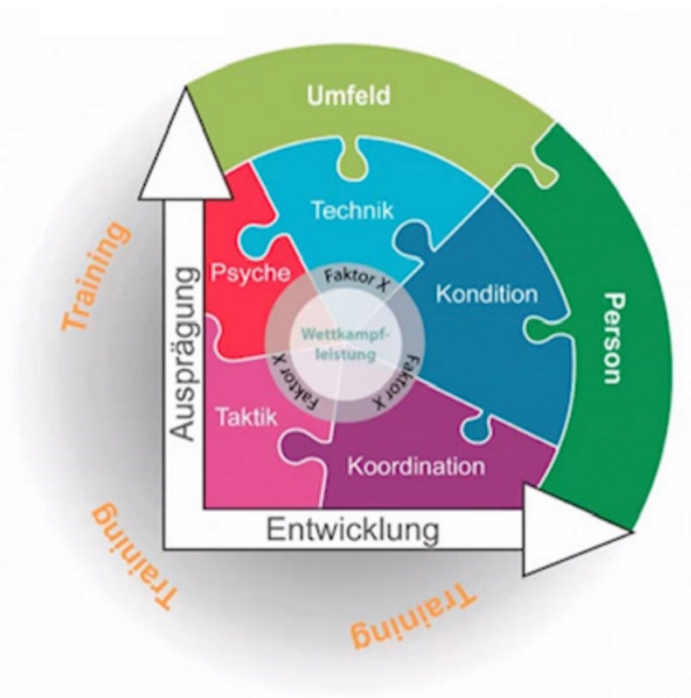 Umfeld
Technik
Faktor X
Psyche
Kondition
Person
Training
Wettkampf-
leistung
Ausprägung
Faktor X
Faktor X
Taktik
Koordination
Entwicklung
Training
Training